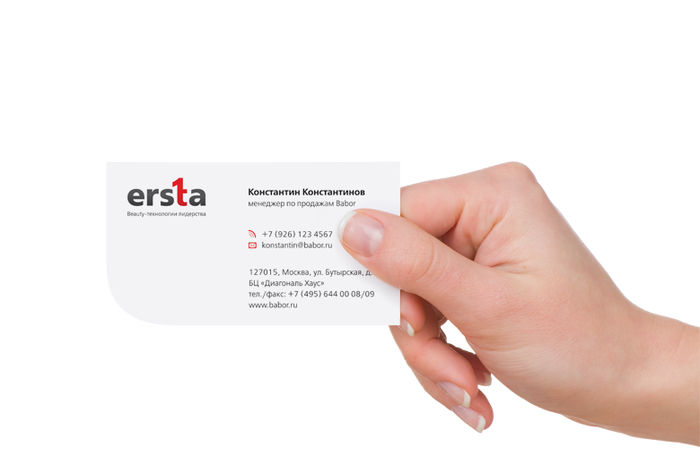 ersta
Beauty-технологии лидерства
Константин Константинов
менеджер по продажам Babor
+7 (926) 123 4567
konstantin@babor.ru
127015, Москва, ул. Бутырская, д.
БЦ «Диагональ Хаус»
тел./факс: +7 (495) 644 00 08/09
www.babor.ru